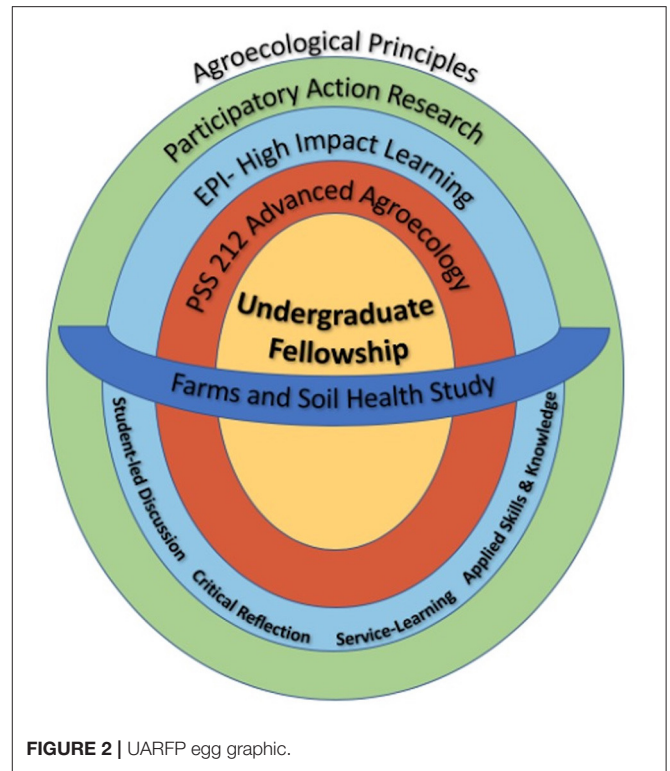 Agroecological Principles
Participatory Action Research
EPI- High Impact Learning
PSS 212 Advanced Agroecology
Undergraduate
Fellowship
Farms and Soil Health Study
Student-led Discussion
Critical Reflection
Service-Learning
Applied Skills & Knowledge
FIGURE 2 | UARFP egg graphic.